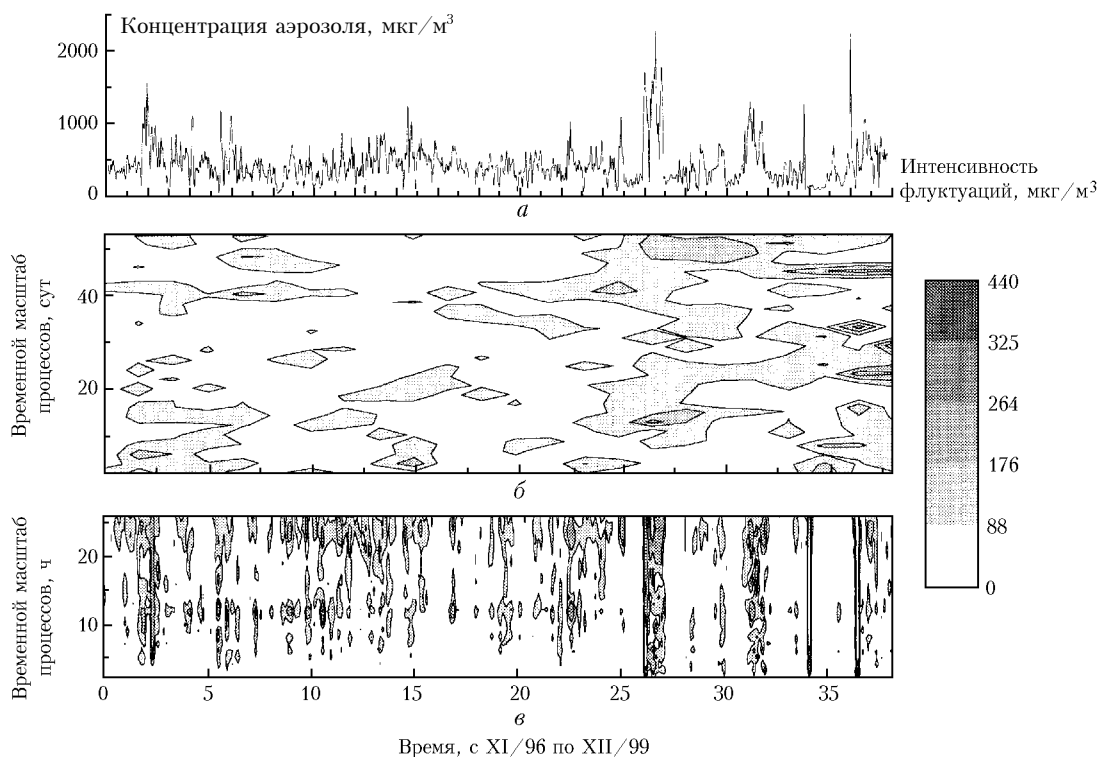 Концентрация аэрозоля, мкг/м³
2000
1000
0
Интенсивность
флуктуаций, мкг/м³
а
Временной масштаб
процессов, сут
40
20
б
440
325
264
176
88
0
Временной масштаб
процессов, ч
20
10
0 5 10 15 20 25 30 35
в
Время, с XI/96 по XII/99